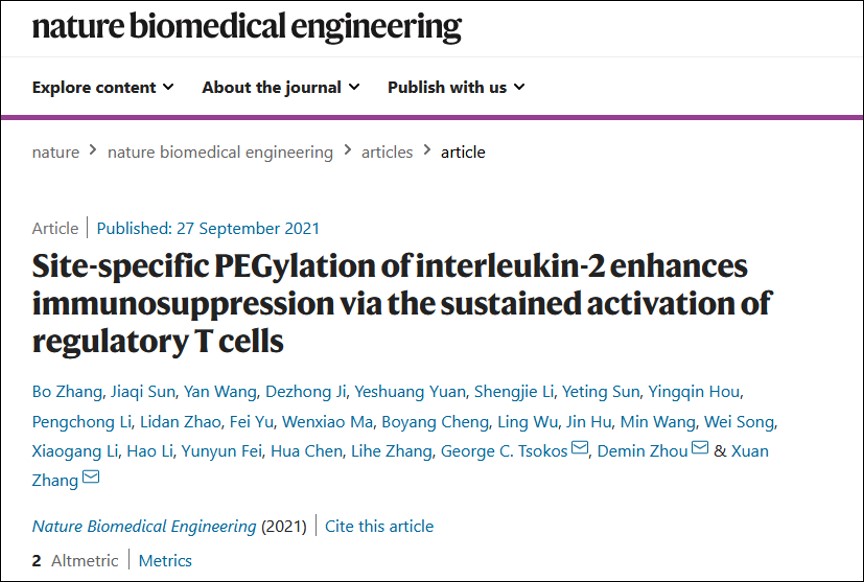 nature biomedical engineering
Explore content About the journal Publish with us
nature > nature biomedical engineering > articles > article
Article | Published: 27 September 2021
Site-specific PEGylation of interleukin-2 enhances
immunosuppression via the sustained activation of
regulatory T cells
Bo Zhang, Jiaqi Sun, Yan Wang, Dezhong Ji, Yeshuang Yuan, Shengjie Li, Yeting Sun, Yingqin Hou,
Pengchong Li, Lidan Zhao, Fei Yu, Wenxiao Ma, Boyang Cheng, Ling Wu, Jin Hu, Min Wang, Wei Song,
Xiaogang Li, Hao Li, Yunyun Fei, Hua Chen, Lihe Zhang, George C. Tsokos, Demin Zhou & Xuan
Zhang
Nature Biomedical Engineering (2021) | Cite this article
2 Altmetric | Metrics